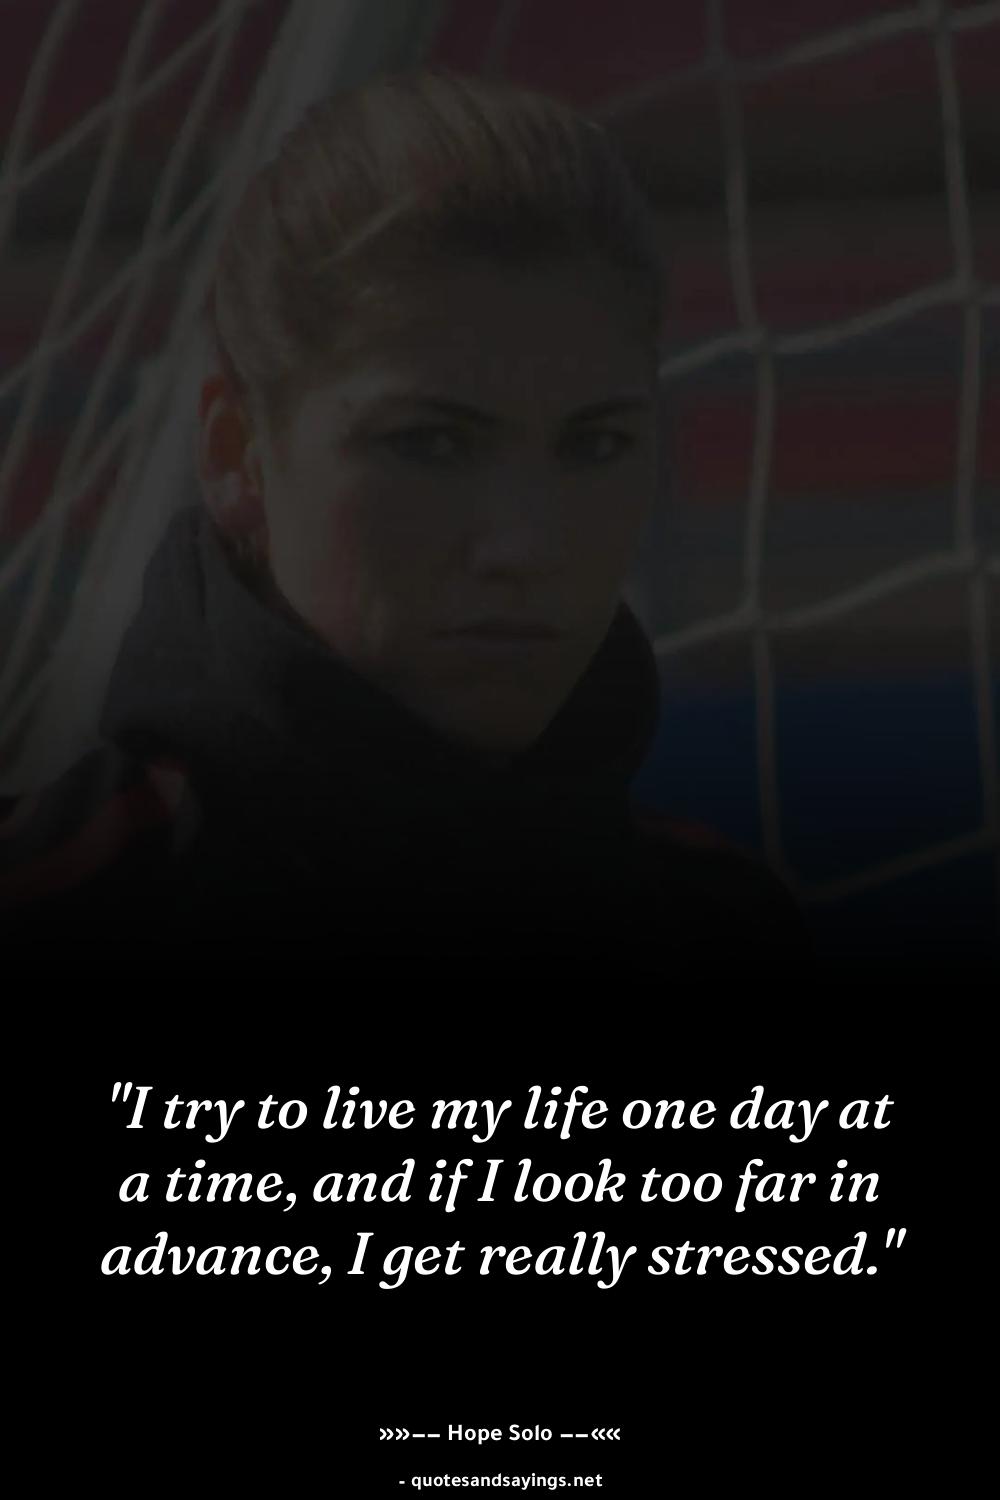 "I try to live my life one day at
a time, and if I look too far in
advance, I get really stressed."
»»−− Hope Solo −−««
- quotesandsayings.net